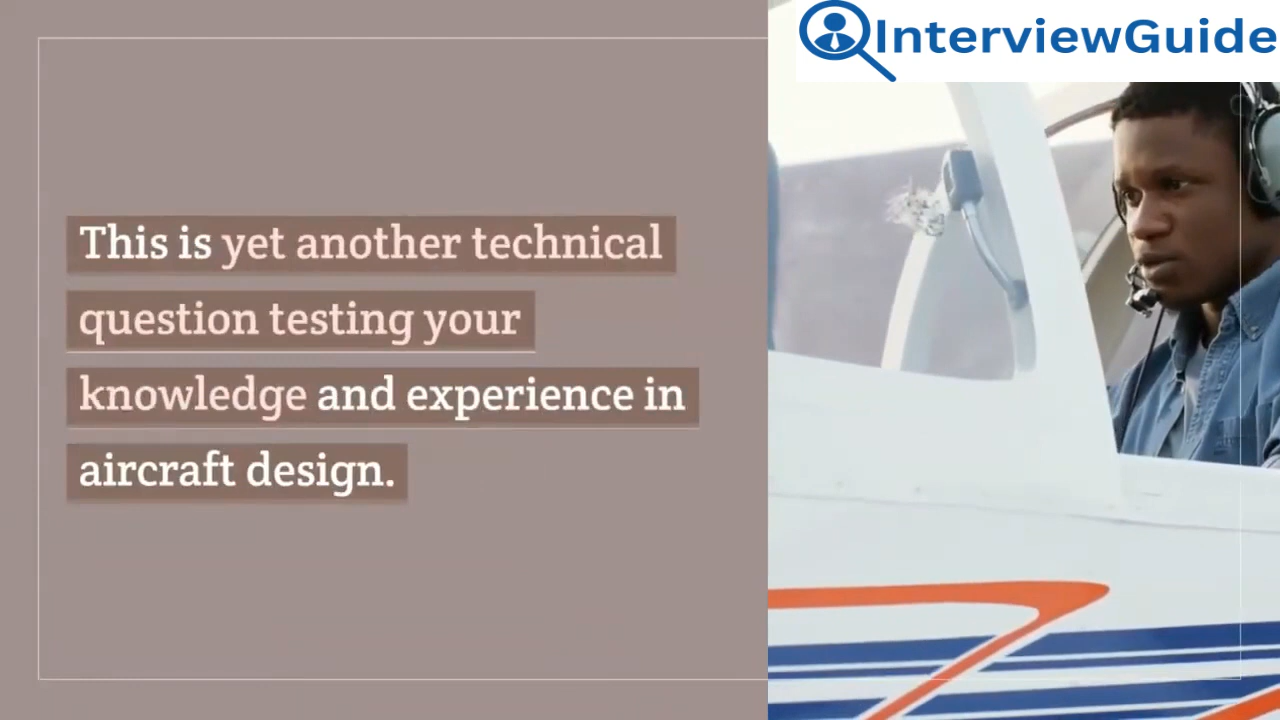 InterviewGuide
This is yet another technical
question testing your
knowledge and experience in
aircraft design.